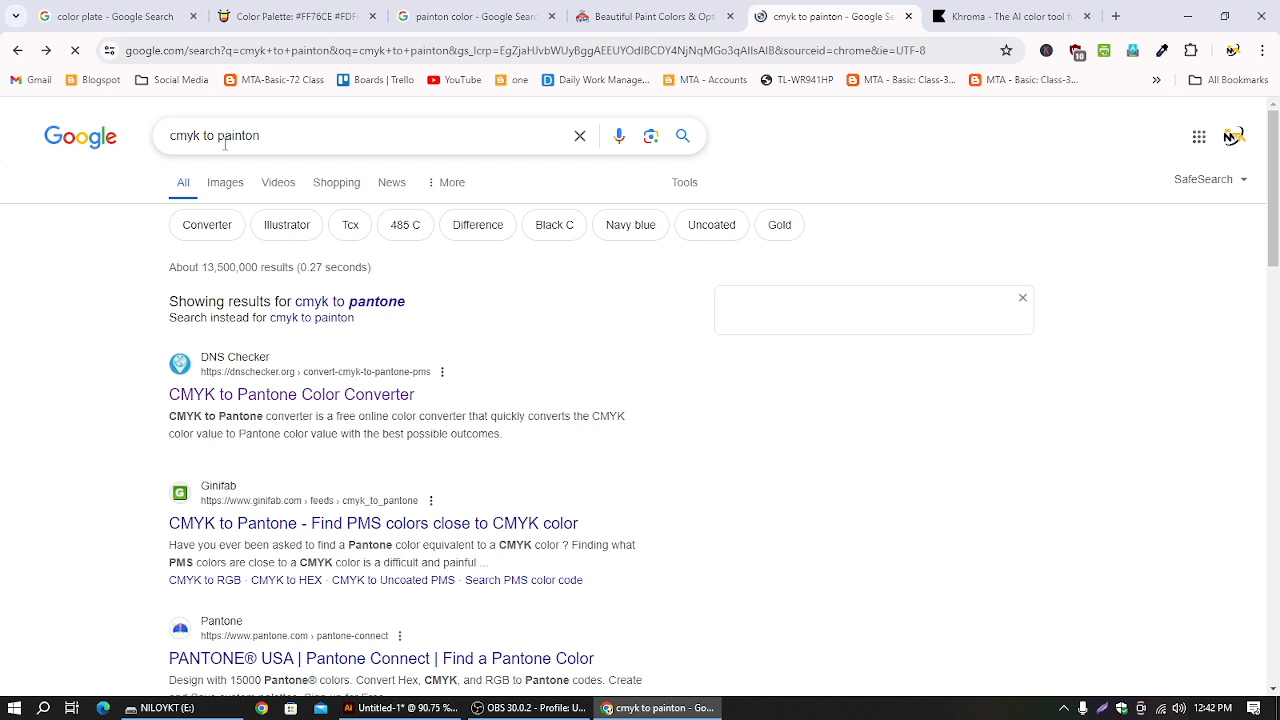 color plate - Google Search
Color Palette: #FF76CE #FDF
painton color - Google Searc
Beautiful Paint Colors & Opt
cmyk to painton - Google Se
Khroma - The AI color tool fo
google.com/search?q=cmyk+to+painton&oq=cmyk+to+painton&gs_lcrp=
10
Gmail
Blogspot
Social Media
MTA-Basic-72 Class
Boards | Trello
YouTube
one
Daily Work Manage...
MTA - Accounts
TL-WR941HP
MTA - Basic: Class-3...
MTA - Basic: Class-3...
All Bookmarks
Google
cmyk to painton
SafeSearch
All
Images
Videos
Shopping
News
More
Tools
Converter
Illustrator
Tcx
485 C
Difference
Black C
Navy blue
Uncoated
Gold
About 13,500,000 results (0.27 seconds)
Showing results for cmyk to pantone
Search instead for cmyk to painton
DNS Checker
https://dnschecker.org › convert-cmyk-to-pantone-pms
CMYK to Pantone Color Converter
CMYK to Pantone converter is a free online color converter that quickly converts the CMYK
color value to Pantone color value with the best possible outcomes.
Ginifab
https://www.ginifab.com › feeds › cmyk_to_pantone
CMYK to Pantone - Find PMS colors close to CMYK color
Have you ever been asked to find a Pantone color equivalent to a CMYK color ? Finding what
PMS colors are close to a CMYK color is a difficult and painful ...
CMYK to RGB · CMYK to HEX · CMYK to Uncoated PMS · Search PMS color code
Pantone
https://www.pantone.com › pantone-connect
PANTONE® USA | Pantone Connect | Find a Pantone Color
Design with 15000 Pantone® colors. Convert Hex, CMYK, and RGB to Pantone codes. Create
NILOYKT (E:)
Untitled-1* @ 90.75 %...
OBS 30.0.2 - Profile: U...
cmyk to painton - Go...
12:42 PM